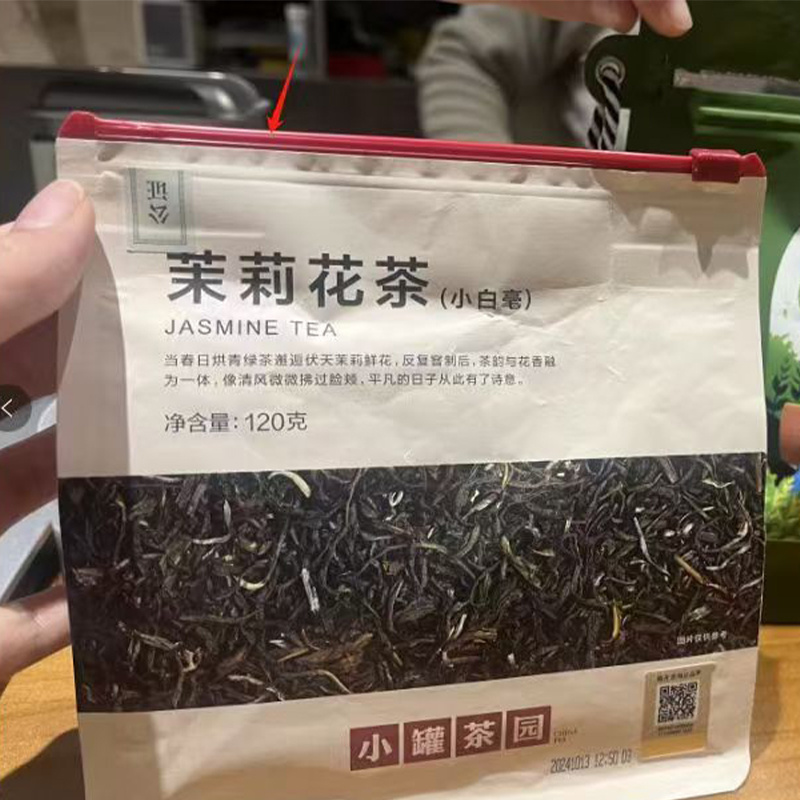 公证
茉莉花茶(小白毫)
JASMINE TEA
当春日烘青绿茶邂逅伏天茉莉鲜花,反复窨制后,茶韵与花香融
为一体,像清风微微拂过脸颊,平凡的日子从此有了诗意。
净含量:120克
图片仅供参考
小罐茶园
CHINA
TEA
20241013 12:50 03